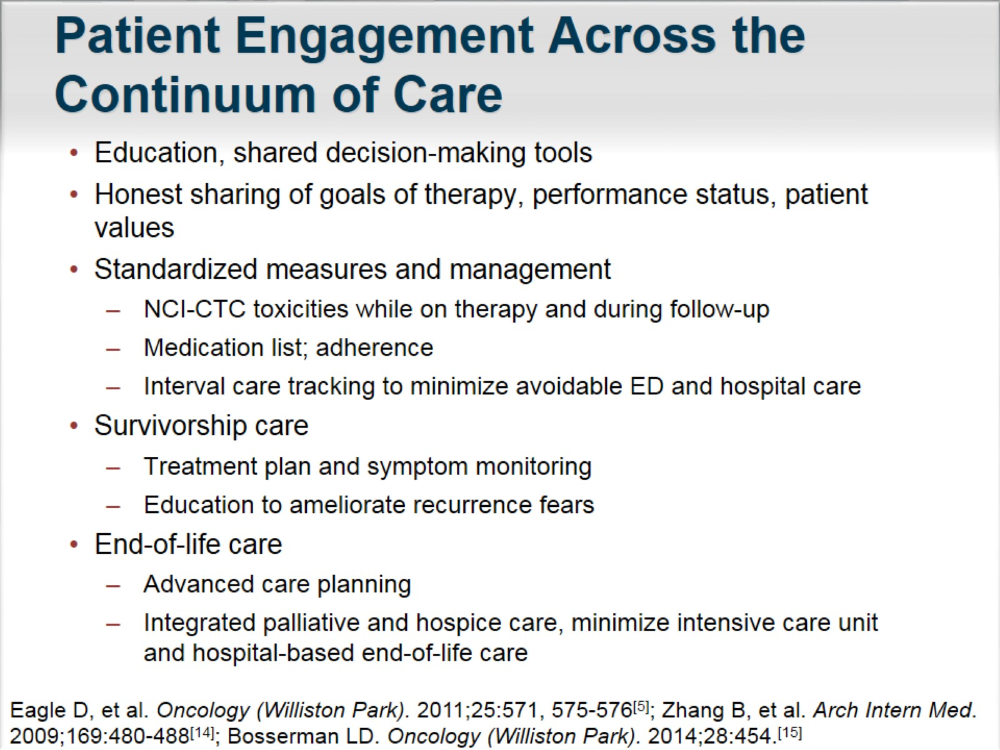 Patient Engagement Across the
Continuum of Care
• Education, shared decision-making tools
• Honest sharing of goals of therapy, performance status, patient
values
• Standardized measures and management
– NCI-CTC toxicities while on therapy and during follow-up
– Medication list; adherence
– Interval care tracking to minimize avoidable ED and hospital care
• Survivorship care
– Treatment plan and symptom monitoring
– Education to ameliorate recurrence fears
• End-of-life care
– Advanced care planning
– Integrated palliative and hospice care, minimize intensive care unit
and hospital-based end-of-life care
Eagle D, et al. Oncology (Williston Park). 2011;25:571, 575-576[5]; Zhang B, et al. Arch Intern Med.
2009;169:480-488[14]; Bosserman LD. Oncology (Williston Park). 2014;28:454.[15]